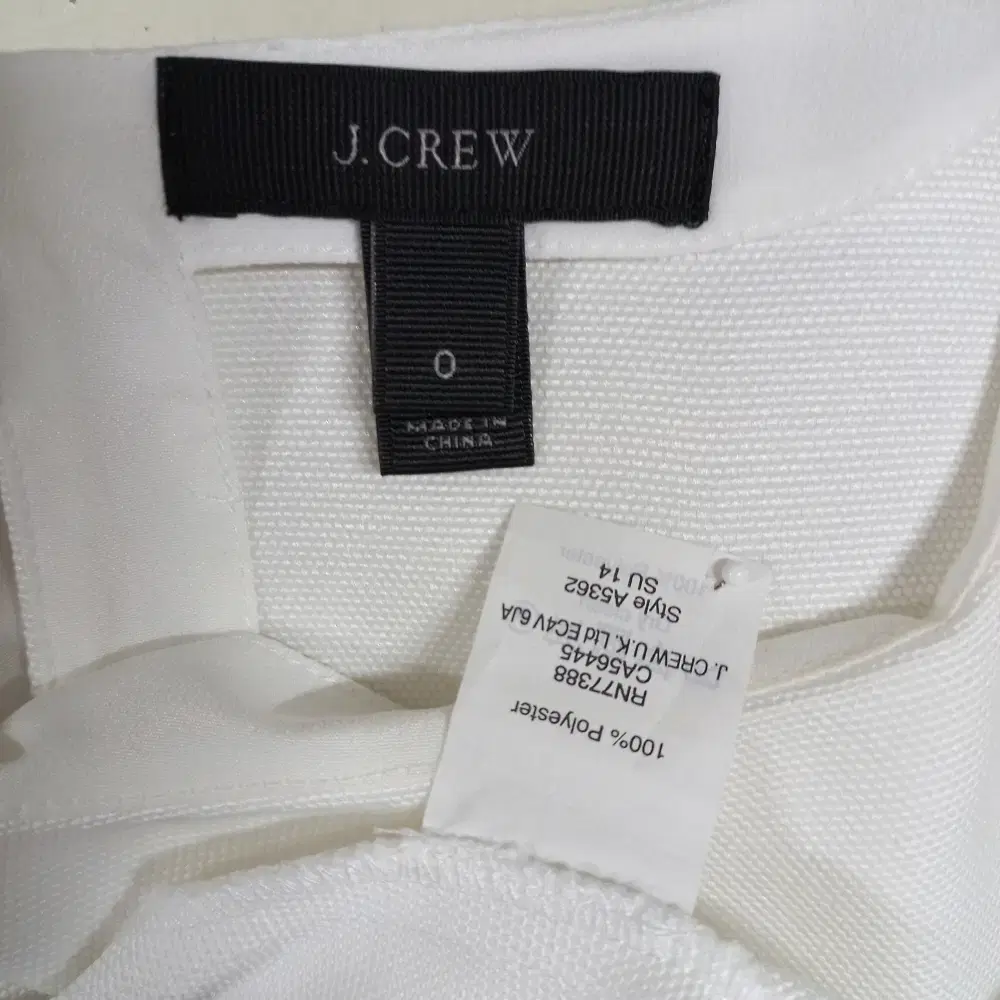 J.CREW
0
MADE IN
CHINA
100% Polyester
RN77388
CA56445
J. CREW U.K. Ltd EC4V 6JA
Style A5362
SU 14